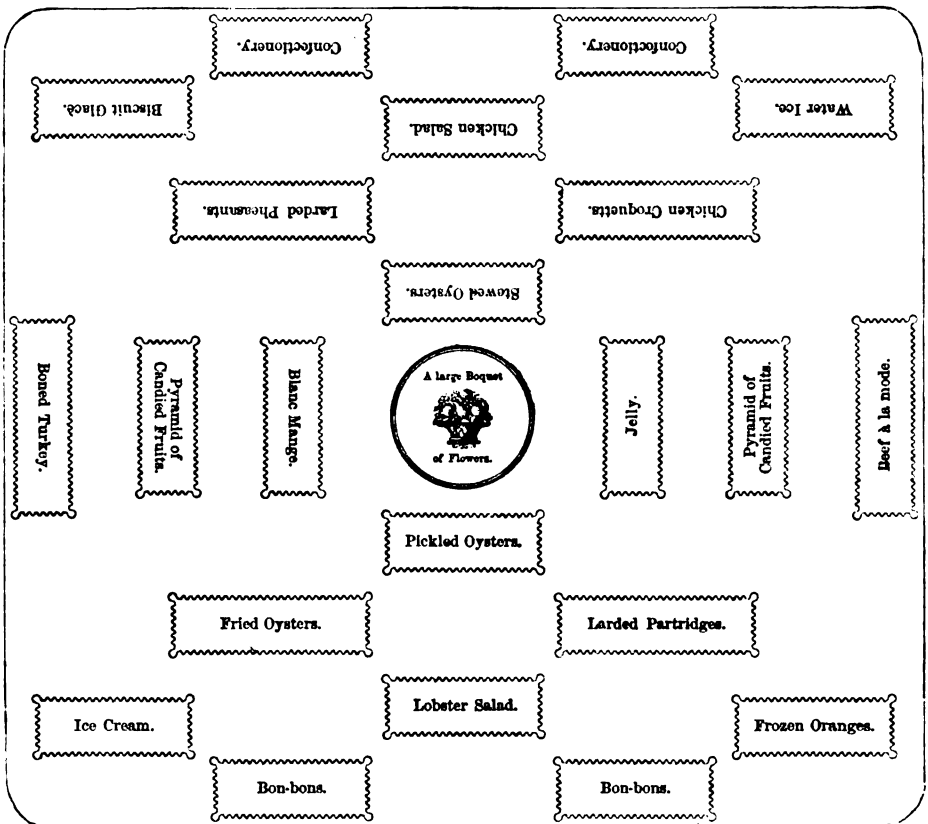 Confectionery.
Confectionery.
Biscuit Glacè.
Water Ice.
Chicken Salad.
Larded Pheasants.
Chicken Croquetts.
Stewed Oysters.
Boned Turkey.
Pyramid of
Candied Fruits.
Blanc Mange.
A large Boquet
of Flowers.
Jelly.
Pyramid of
Candied Fruits.
Beef à la mode.
Pickled Oysters.
Fried Oysters.
Larded Partridges.
Lobster Salad.
Ice Cream.
Frozen Oranges.
Bon-bons.
Bon-bons.